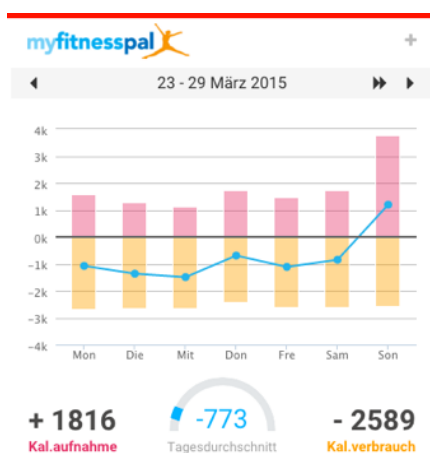 myfitnesspal
+
23 - 29 März 2015
4k
3k
2k
1k
0k
-1k
-2k
-3k
-4k
Mon Die Mit Don Fre Sam Son
+ 1816 -773 - 2589
Kal.aufnahme Tagesdurchschnitt Kal.verbrauch